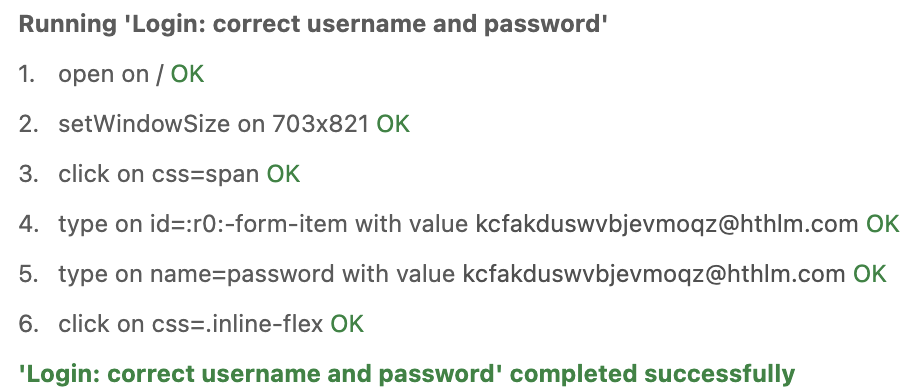 Running 'Login: correct username and password'
1. open on / OK
2. setWindowSize on 703x821 OK
3. click on css=span OK
4. type on id=:r0:-form-item with value kcfakduswvbjevmoqz@hthlm.com OK
5. type on name=password with value kcfakduswvbjevmoqz@hthlm.com OK
6. click on css=.inline-flex OK
'Login: correct username and password' completed successfully